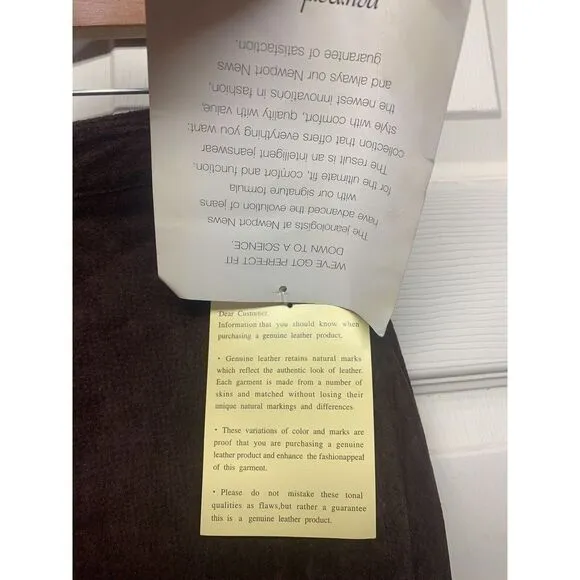 WE'VE GOT PERFECT FIT
DOWN TO A SCIENCE.
The jeanologists at Newport News
have advanced the evolution of jeans
with our signature formula
for the ultimate fit, comfort and function.
The result is an intelligent jeanswear
collection that offers everything you want:
style with comfort, quality with value,
the newest innovations in fashion,
and always our Newport News
guarantee of satisfaction.
Dear Customer,
Information that you should know when
purchasing a genuine leather product.
• Genuine leather retains natural marks
which reflect the authentic look of leather.
Each garment is made from a number of
skins and matched without losing their
unique natural markings and differences
• These variations of color and marks are
proof that you are purchasing a genuine
leather product and enhance the fashionappeal
of this garment.
• Please do not mistake these tonal
qualities as flaws,but rather a guarantee
this is a genuine leather product.